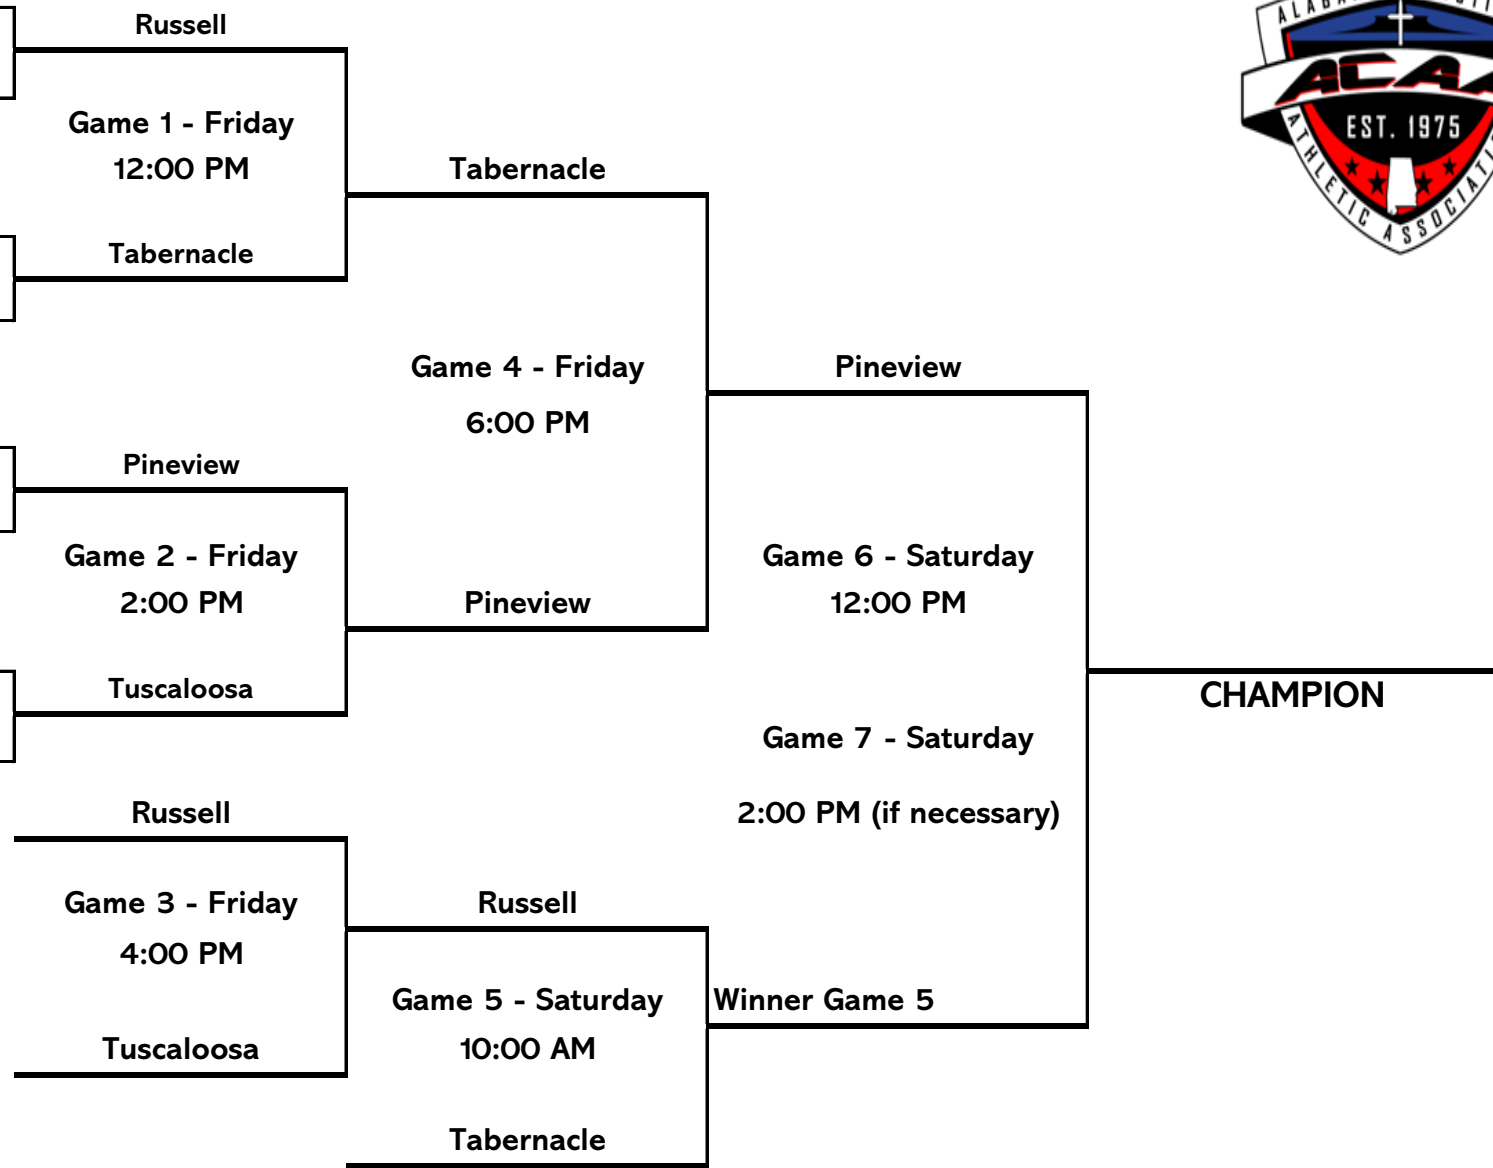 Russell
Game 1 - Friday
12:00 PM
Tabernacle
Tabernacle
Game 4 - Friday
6:00 PM
Pineview
Pineview
Game 2 - Friday
2:00 PM
Pineview
Tuscaloosa
Game 6 - Saturday
12:00 PM
Game 7 - Saturday
2:00 PM (if necessary)
CHAMPION
Russell
Game 3 - Friday
4:00 PM
Tuscaloosa
Russell
Game 5 - Saturday
10:00 AM
Winner Game 5
Tabernacle
EST. 1975
ATHLETIC